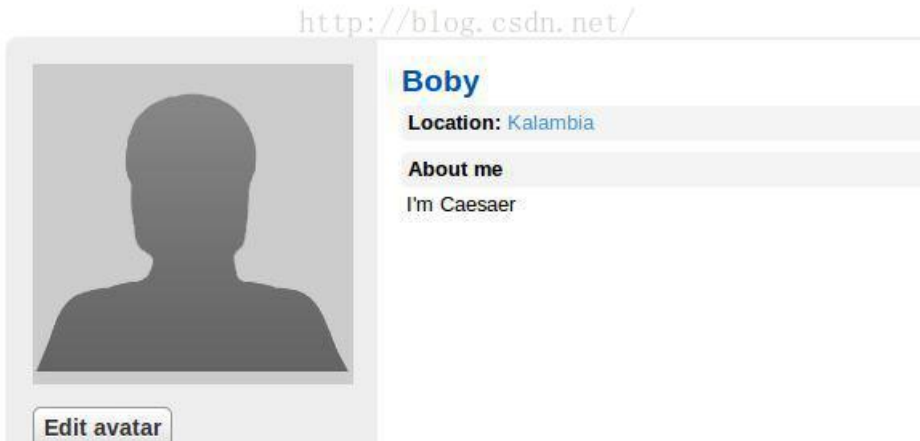 http://blog.csdn.net/
Boby
Location: Kalambia
About me
I'm Caesaer
Edit avatar